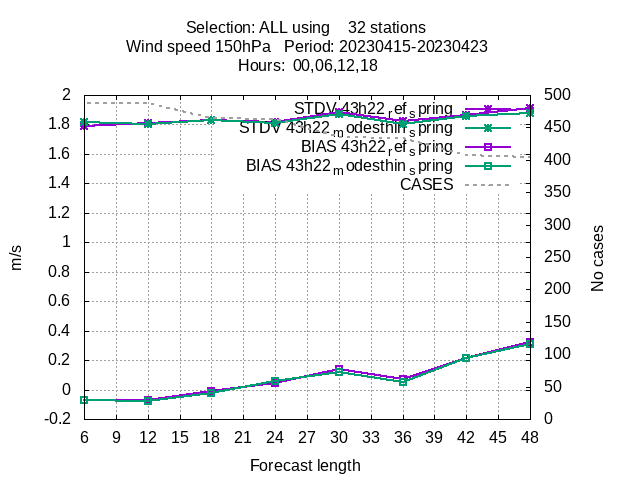 Selection: ALL using 32 stations
Wind speed 150hPa Period: 20230415-20230423
Hours: 00,06,12,18
STDV 43h22_ref_spring
STDV 43h22_modesthin_spring
BIAS 43h22_ref_spring
BIAS 43h22_modesthin_spring
CASES
2
1.8
1.6
1.4
1.2
1
0.8
0.6
0.4
0.2
0
-0.2
m/s
500
450
400
350
300
250
200
150
100
50
0
No cases
6 9 12 15 18 21 24 27 30 33 36 39 42 45 48
Forecast length